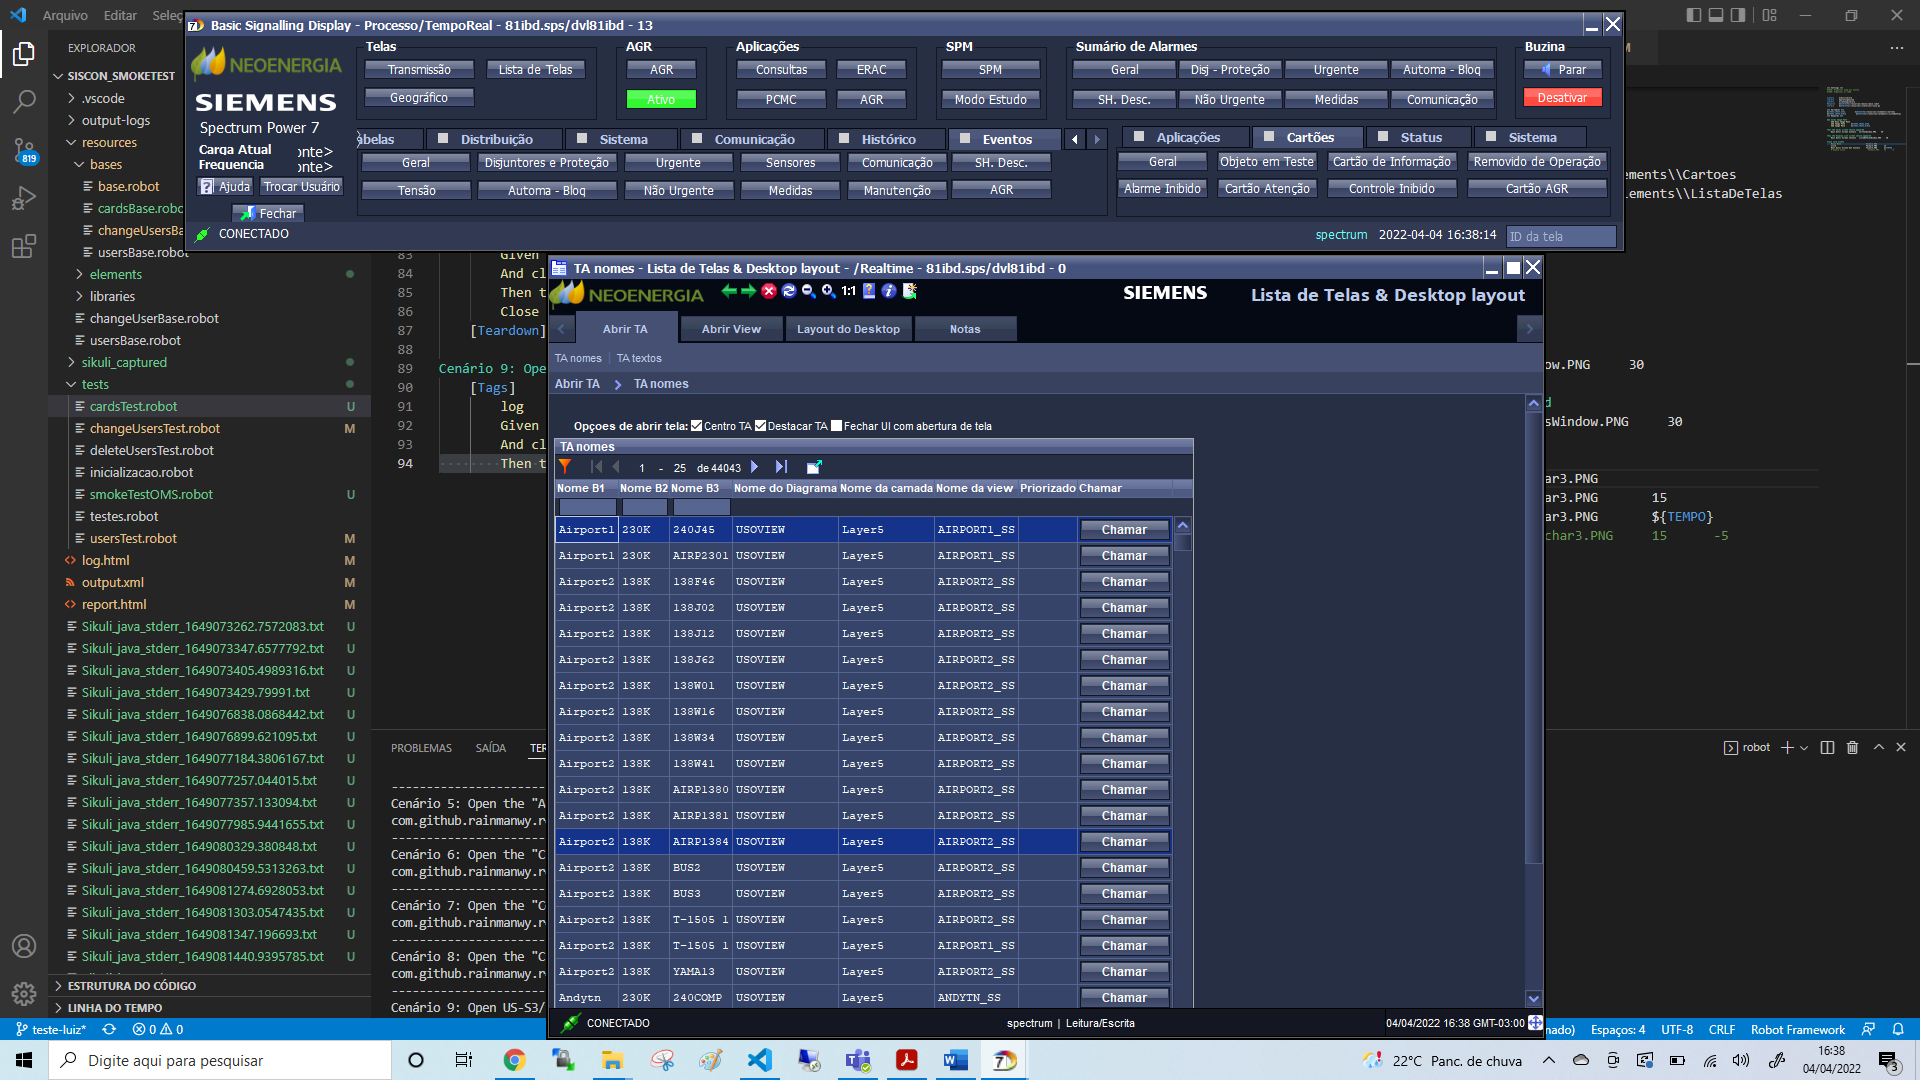 Arquivo Editar Seleç
Basic Signalling Display - Processo/TempoReal - 81ibd.sps/dvl81ibd - 13
NEOENERGIA
SIEMENS
Spectrum Power 7
Carga Atual onte>
Frequencia onte>
Ajuda Trocar Usuário
Fechar
CONECTADO
Telas
Transmissão Lista de Telas
Geográfico
AGR
AGR
Ativo
Aplicações
Consultas ERAC
PCMC AGR
SPM
SPM
Modo Estudo
Sumário de Alarmes
Geral Disj - Proteção Urgente Automa - Bloq
SH. Desc. Não Urgente Medidas Comunicação
Buzina
Parar
Desativar
abelas Distribuição Sistema Comunicação Histórico Eventos
Geral Disjuntores e Proteção Urgente Sensores Comunicação SH. Desc.
Tensão Automa - Bloq Não Urgente Medidas Manutenção AGR
Aplicações Cartões Status Sistema
Geral Objeto em Teste Cartão de Informação Removido de Operação
Alarme Inibido Cartão Atenção Controle Inibido Cartão AGR
spectrum 2022-04-04 16:38:14 ID da tela
EXPLORADOR
SISCON_SMOKETEST
.vscode
output-logs
resources
bases
base.robot
cardsBase.robo
changeUsersBa
usersBase.robot
elements
libraries
changeUserBase.robot
usersBase.robot
sikuli_captured
tests
cardsTest.robot U
changeUsersTest.robot M
deleteUsersTest.robot
inicializacao.robot
smokeTestOMS.robot U
testes.robot
usersTest.robot M
log.html M
output.xml M
report.html M
Sikuli_java_stderr_1649073262.7572083.txt U
Sikuli_java_stderr_1649073347.6577792.txt U
Sikuli_java_stderr_1649073405.4989316.txt U
Sikuli_java_stderr_1649073429.79991.txt U
Sikuli_java_stderr_1649076838.0868442.txt U
Sikuli_java_stderr_1649076899.621095.txt U
Sikuli_java_stderr_1649077184.3806167.txt U
Sikuli_java_stderr_1649077257.044015.txt U
Sikuli_java_stderr_1649077357.133094.txt U
Sikuli_java_stderr_1649077985.9441655.txt U
Sikuli_java_stderr_1649080329.380848.txt U
Sikuli_java_stderr_1649080459.5313263.txt U
Sikuli_java_stderr_1649081274.6928053.txt U
Sikuli_java_stderr_1649081303.0547435.txt U
Sikuli_java_stderr_1649081347.196693.txt U
Sikuli_java_stderr_1649081440.9395785.txt U
ESTRUTURA DO CÓDIGO
LINHA DO TEMPO
819
83 Given
84 And cl
85 Then t
86 Close
87 [Teardown]
88
89 Cenário 9: Ope
90 [Tags]
91 log
92 Given
93 And cl
94 Then t
PROBLEMAS SAÍDA TER
Cenário 5: Open the "A
com.github.rainmanwy.r
Cenário 6: Open the "C
com.github.rainmanwy.r
Cenário 7: Open the "C
com.github.rainmanwy.r
Cenário 8: Open the "C
com.github.rainmanwy.r
Cenário 9: Open US-S3/
TA nomes - Lista de Telas & Desktop layout - /Realtime - 81ibd.sps/dvl81ibd - 0
NEOENERGIA 1:1 SIEMENS Lista de Telas & Desktop layout
Abrir TA Abrir View Layout do Desktop Notas
TA nomes TA textos
Abrir TA TA nomes
Opçoes de abrir tela: Centro TA Destacar TA Fechar UI com abertura de tela
TA nomes
1 - 25 de 44043
Nome B1 Nome B2 Nome B3 Nome do Diagrama Nome da camada Nome da view Priorizado Chamar
Airport1 230K 240J45 USOVIEW Layer5 AIRPORT1_SS Chamar
Airport1 230K AIRP2301 USOVIEW Layer5 AIRPORT1_SS Chamar
Airport2 138K 138F46 USOVIEW Layer5 AIRPORT2_SS Chamar
Airport2 138K 138J02 USOVIEW Layer5 AIRPORT2_SS Chamar
Airport2 138K 138J12 USOVIEW Layer5 AIRPORT2_SS Chamar
Airport2 138K 138J62 USOVIEW Layer5 AIRPORT2_SS Chamar
Airport2 138K 138W01 USOVIEW Layer5 AIRPORT2_SS Chamar
Airport2 138K 138W16 USOVIEW Layer5 AIRPORT2_SS Chamar
Airport2 138K 138W34 USOVIEW Layer5 AIRPORT2_SS Chamar
Airport2 138K 138W41 USOVIEW Layer5 AIRPORT2_SS Chamar
Airport2 138K AIRP1380 USOVIEW Layer5 AIRPORT2_SS Chamar
Airport2 138K AIRP1381 USOVIEW Layer5 AIRPORT2_SS Chamar
Airport2 138K AIRP1384 USOVIEW Layer5 AIRPORT2_SS Chamar
Airport2 138K BUS2 USOVIEW Layer5 AIRPORT2_SS Chamar
Airport2 138K BUS3 USOVIEW Layer5 AIRPORT2_SS Chamar
Airport2 138K T-1505 1 USOVIEW Layer5 AIRPORT1_SS Chamar
Airport2 138K T-1505 1 USOVIEW Layer5 AIRPORT2_SS Chamar
Airport2 138K YAMA13 USOVIEW Layer5 AIRPORT2_SS Chamar
Andytn 230K 240COMP USOVIEW Layer5 ANDYTN_SS Chamar
CONECTADO spectrum | Leitura/Escrita 04/04/2022 16:38 GMT-03:00
M
ements\\Cartoes
ements\\ListaDeTelas
ow.PNG 30
d
sWindow.PNG 30
ar3.PNG
ar3.PNG 15
ar3.PNG ${TEMPO}
char3.PNG 15 -5
robot
teste-luiz* 0 0
nado) Espaços: 4 UTF-8 CRLF Robot Framework
Digite aqui para pesquisar
22°C Panc. de chuva
16:38
04/04/2022
3